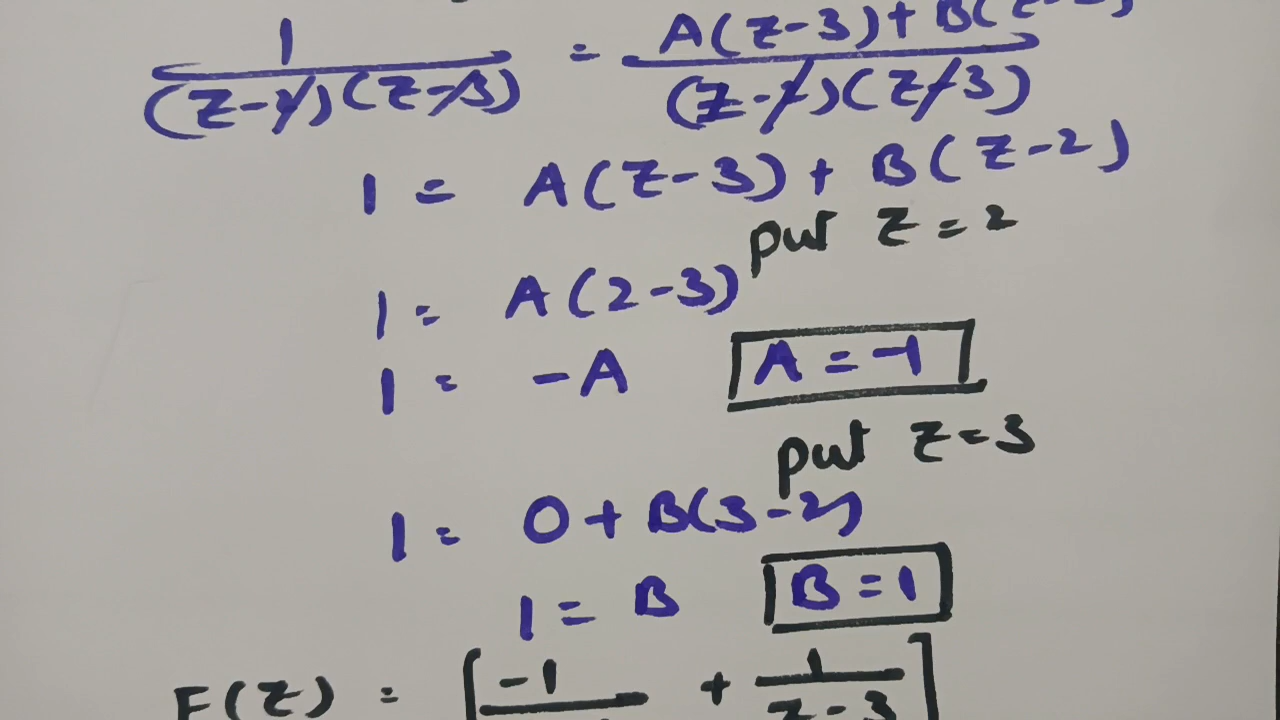 1 / (z-2)(z-3) = A(z-3) + B(z-2) / (z-2)(z-3)
1 = A(z-3) + B(z-2)
put z = 2
1 = A(2-3)
1 = -A A = -1
put z = 3
1 = 0 + B(3-2)
1 = B B = 1
F(z) = [ -1 / + 1 / z-3 ]